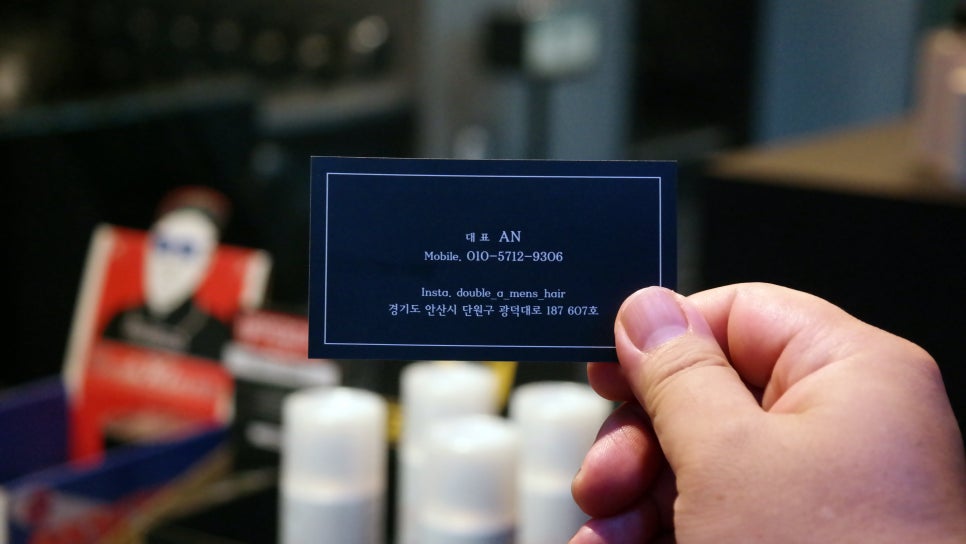 대표 AN
Mobile. 010-5712-9306
Insta. double_a_mens_hair
경기도 안산시 단원구 광덕대로 187 607호